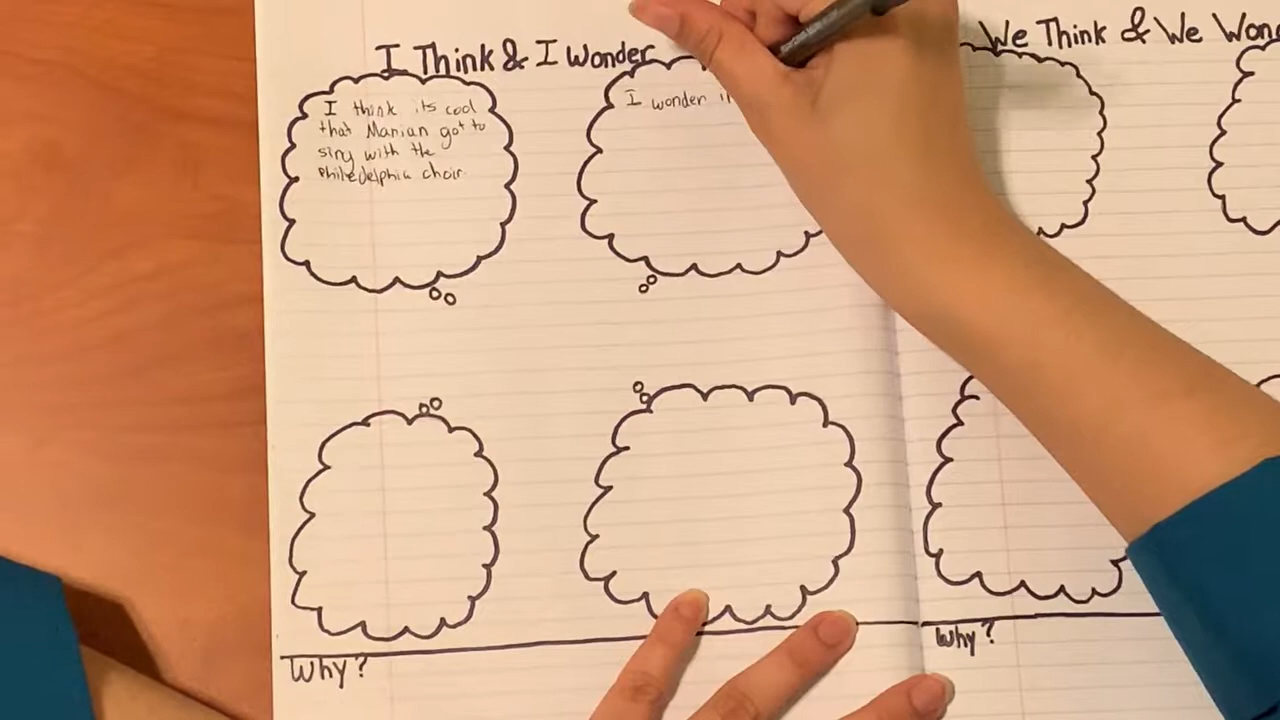 I Think & I Wonder
We Think & We Won
I think its cool
that Marian got to
sing with the
Philedelphia choir.
I wonder
Why?
Why?